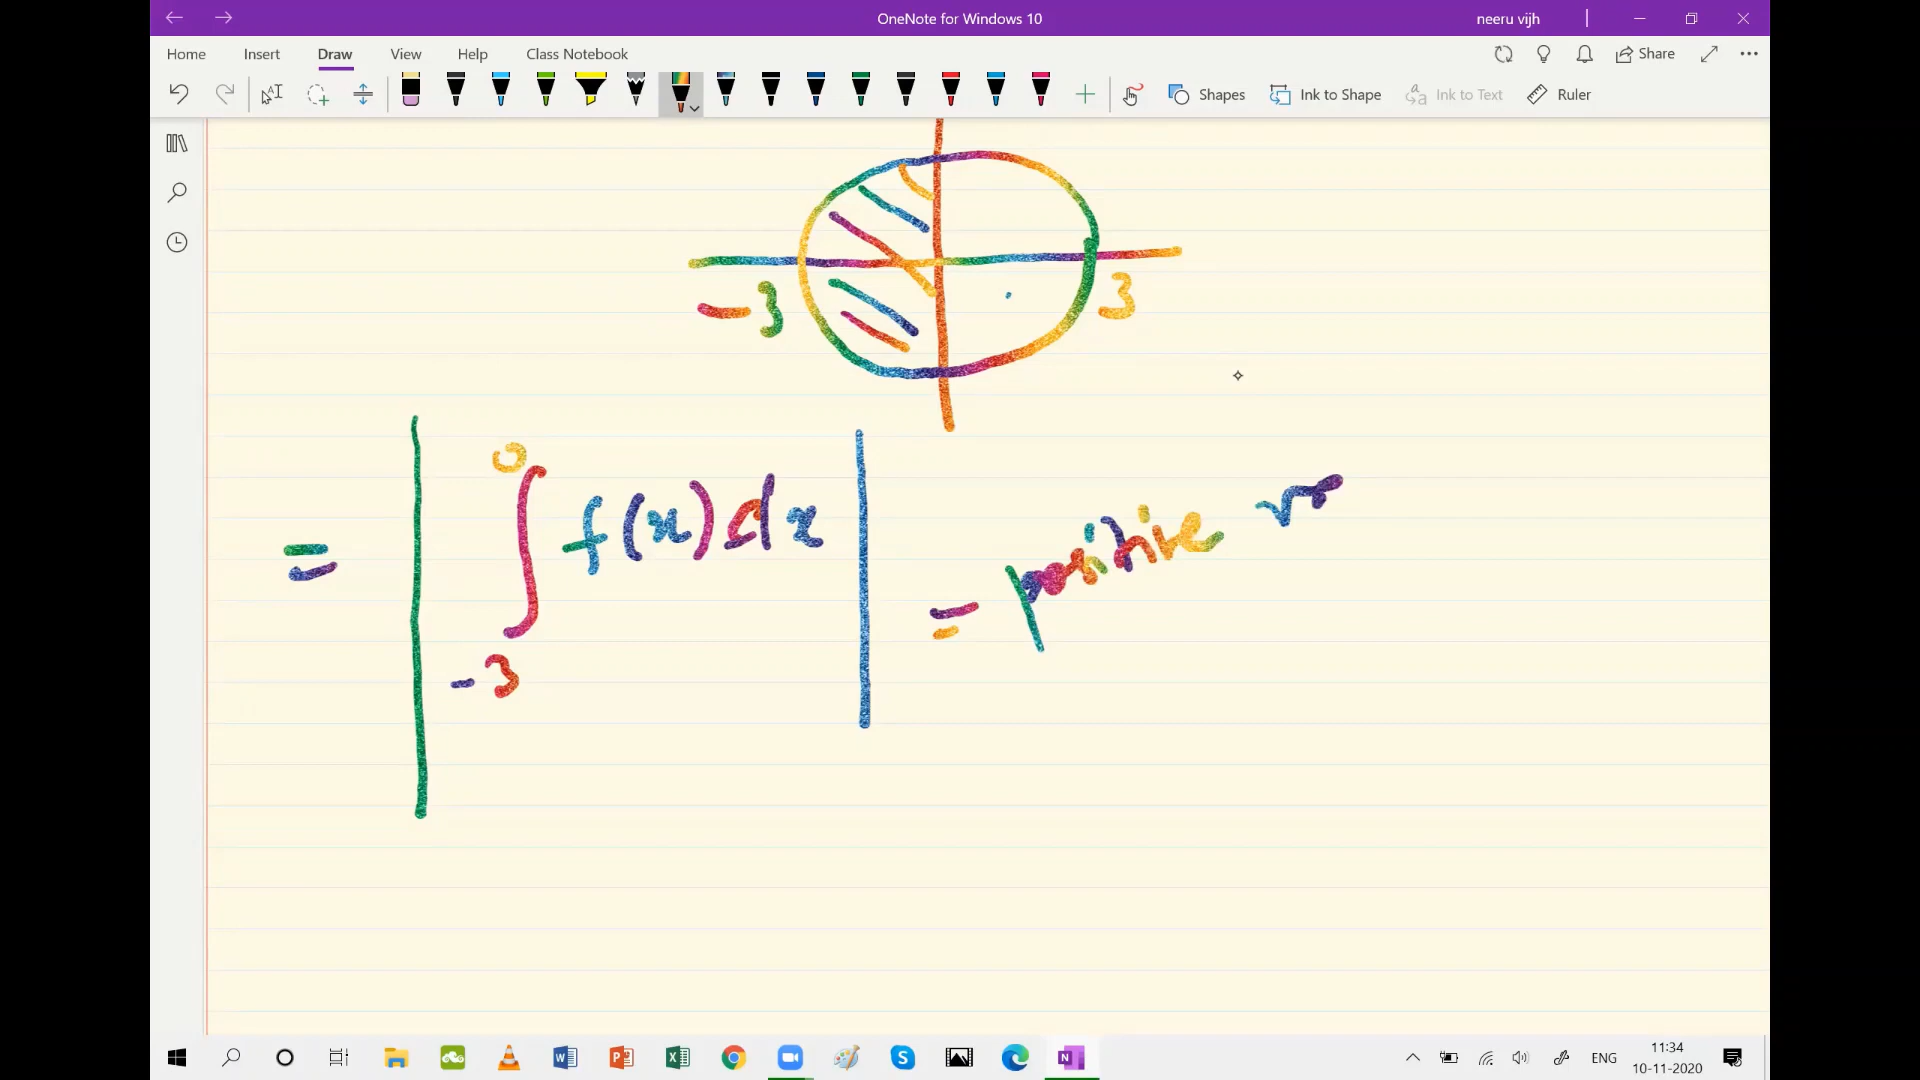 OneNote for Windows 10
neeru vijh
Home Insert Draw View Help Class Notebook
Share
Shapes Ink to Shape Ink to Text Ruler
-3 3
= | ∫ 0 -3 f(x) dx | = positive
ENG
11:34
10-11-2020